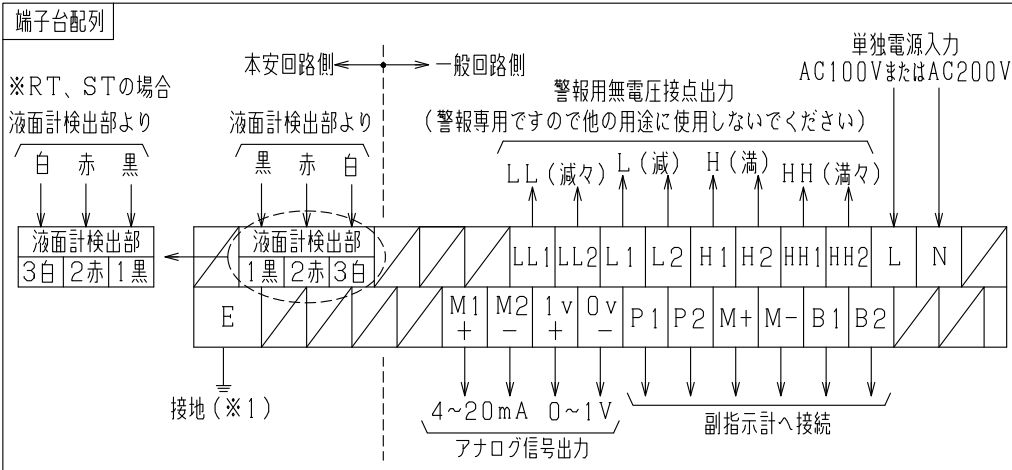 端子台配列
本安回路側 一般回路側
単独電源入力
AC100VまたはAC200V
※RT、STの場合
液面計検出部より
液面計検出部より
警報用無電圧接点出力
(警報専用ですので他の用途に使用しないでください)
白 赤 黒
黒 赤 白
LL(減々) L(減) H(満) HH(満々)
液面計検出部
3白 2赤 1黒
液面計検出部
1黒 2赤 3白
LL1 LL2 L1 L2 H1 H2 HH1 HH2 L N
E M1+ M2- 1v+ 0v- P1 P2 M+ M- B1 B2
接地(※1)
4~20mA 0~1V
アナログ信号出力
副指示計へ接続